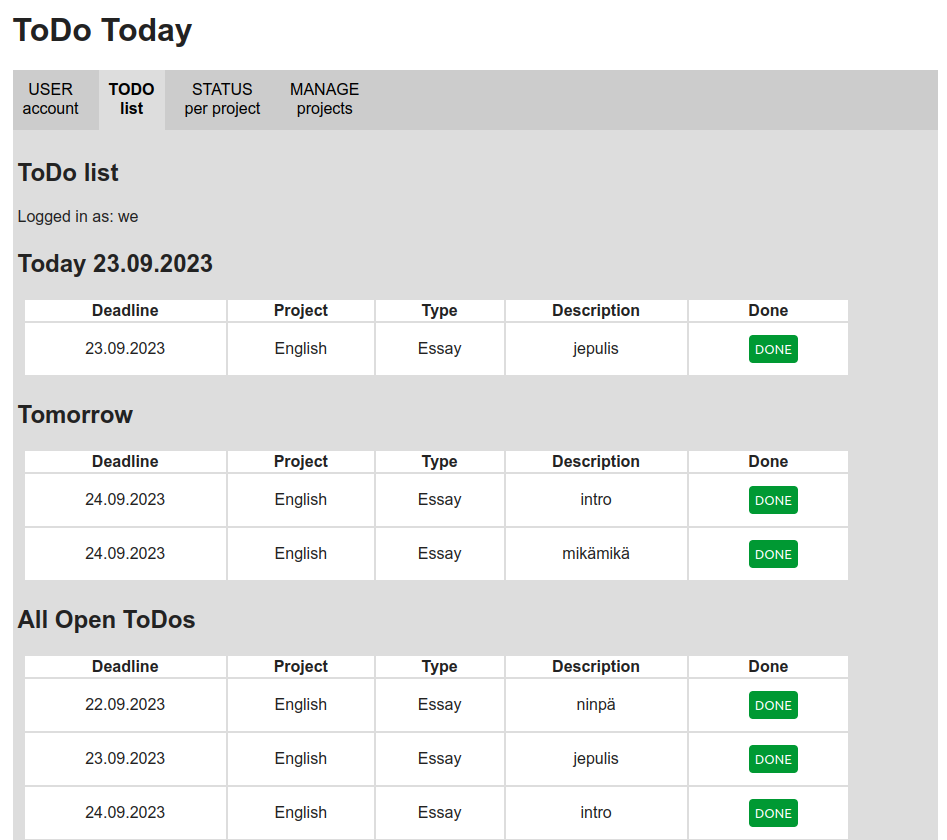 ToDo Today
USER TODO STATUS MANAGE
account list per project projects
ToDo list
Logged in as: we
Today 23.09.2023
Deadline Project Type Description Done
23.09.2023 English Essay jepulis DONE
Tomorrow
Deadline Project Type Description Done
24.09.2023 English Essay intro DONE
24.09.2023 English Essay mikämikä DONE
All Open ToDos
Deadline Project Type Description Done
22.09.2023 English Essay ninpä DONE
23.09.2023 English Essay jepulis DONE
24.09.2023 English Essay intro DONE